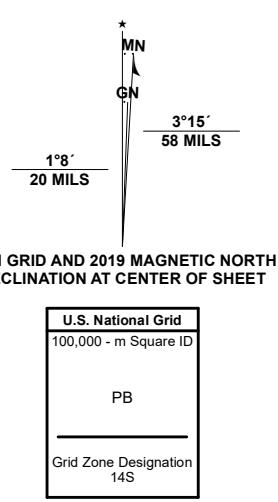 ★
MN
GN
3°15´
58 MILS
1°8´
20 MILS
GRID AND 2019 MAGNETIC NORTH
CLINATION AT CENTER OF SHEET
U.S. National Grid
100,000 - m Square ID
PB
Grid Zone Designation
14S